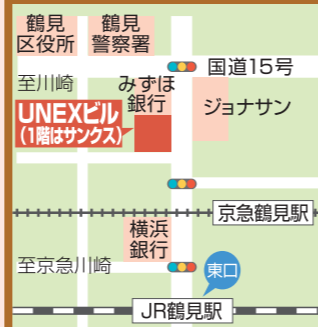 鶴見
区役所
鶴見
警察署
国道15号
至川崎
みずほ
銀行
ジョナサン
UNEXビル
(1階はサンクス)
京急鶴見駅
横浜
銀行
至京急川崎
東口
JR鶴見駅